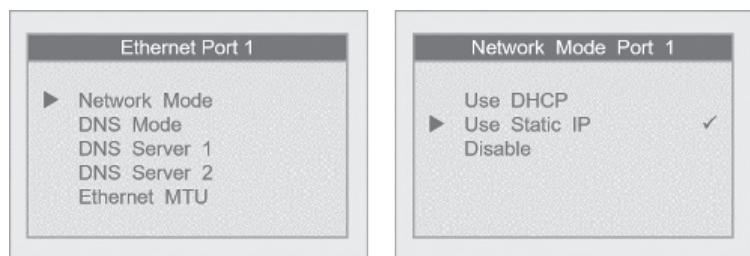 Ethernet Port 1
Network Mode
DNS Mode
DNS Server 1
DNS Server 2
Ethernet MTU
Network Mode Port 1
Use DHCP
Use Static IP ✓
Disable